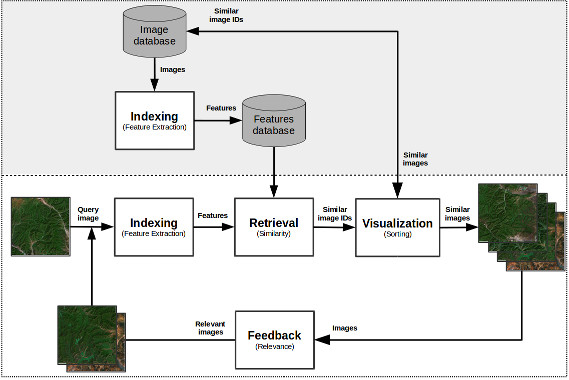 Similar
image IDs
Image
database
Images
Indexing
(Feature Extraction)
Features
Features
database
Similar
images
Query
image
Indexing
(Feature Extraction)
Features
Retrieval
(Similarity)
Similar
image IDs
Visualization
(Sorting)
Similar
images
Relevant
images
Feedback
(Relevance)
Images